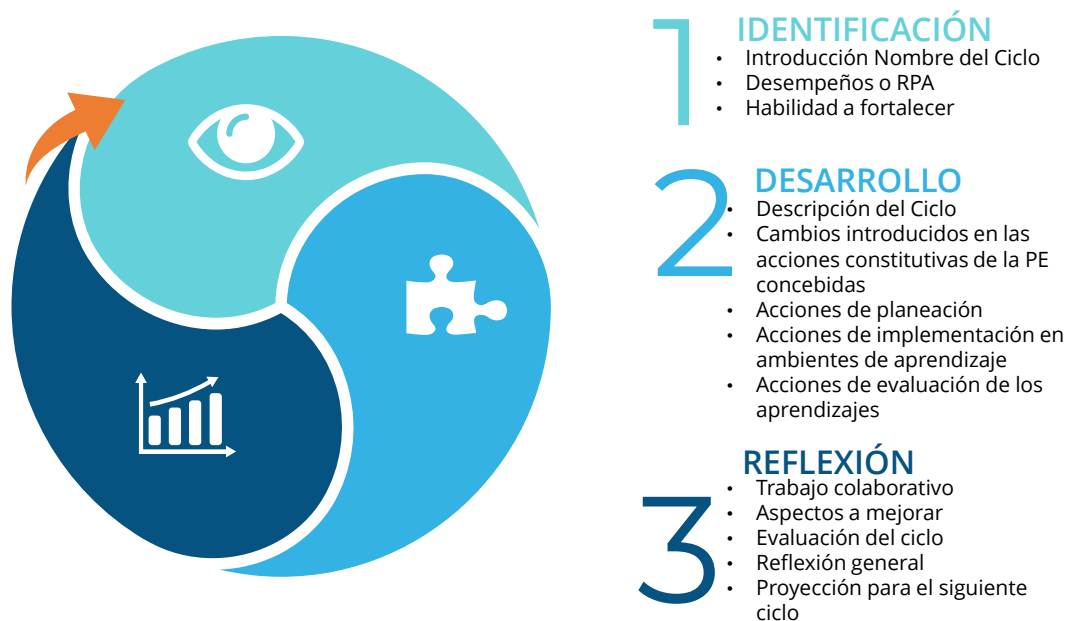 1 IDENTIFICACIÓN
• Introducción Nombre del Ciclo
• Desempeños o RPA
• Habilidad a fortalecer
2 DESARROLLO
• Descripción del Ciclo
• Cambios introducidos en las
acciones constitutivas de la PE
concebidas
• Acciones de planeación
• Acciones de implementación en
ambientes de aprendizaje
• Acciones de evaluación de los
aprendizajes
3 REFLEXIÓN
• Trabajo colaborativo
• Aspectos a mejorar
• Evaluación del ciclo
• Reflexión general
• Proyección para el siguiente
ciclo